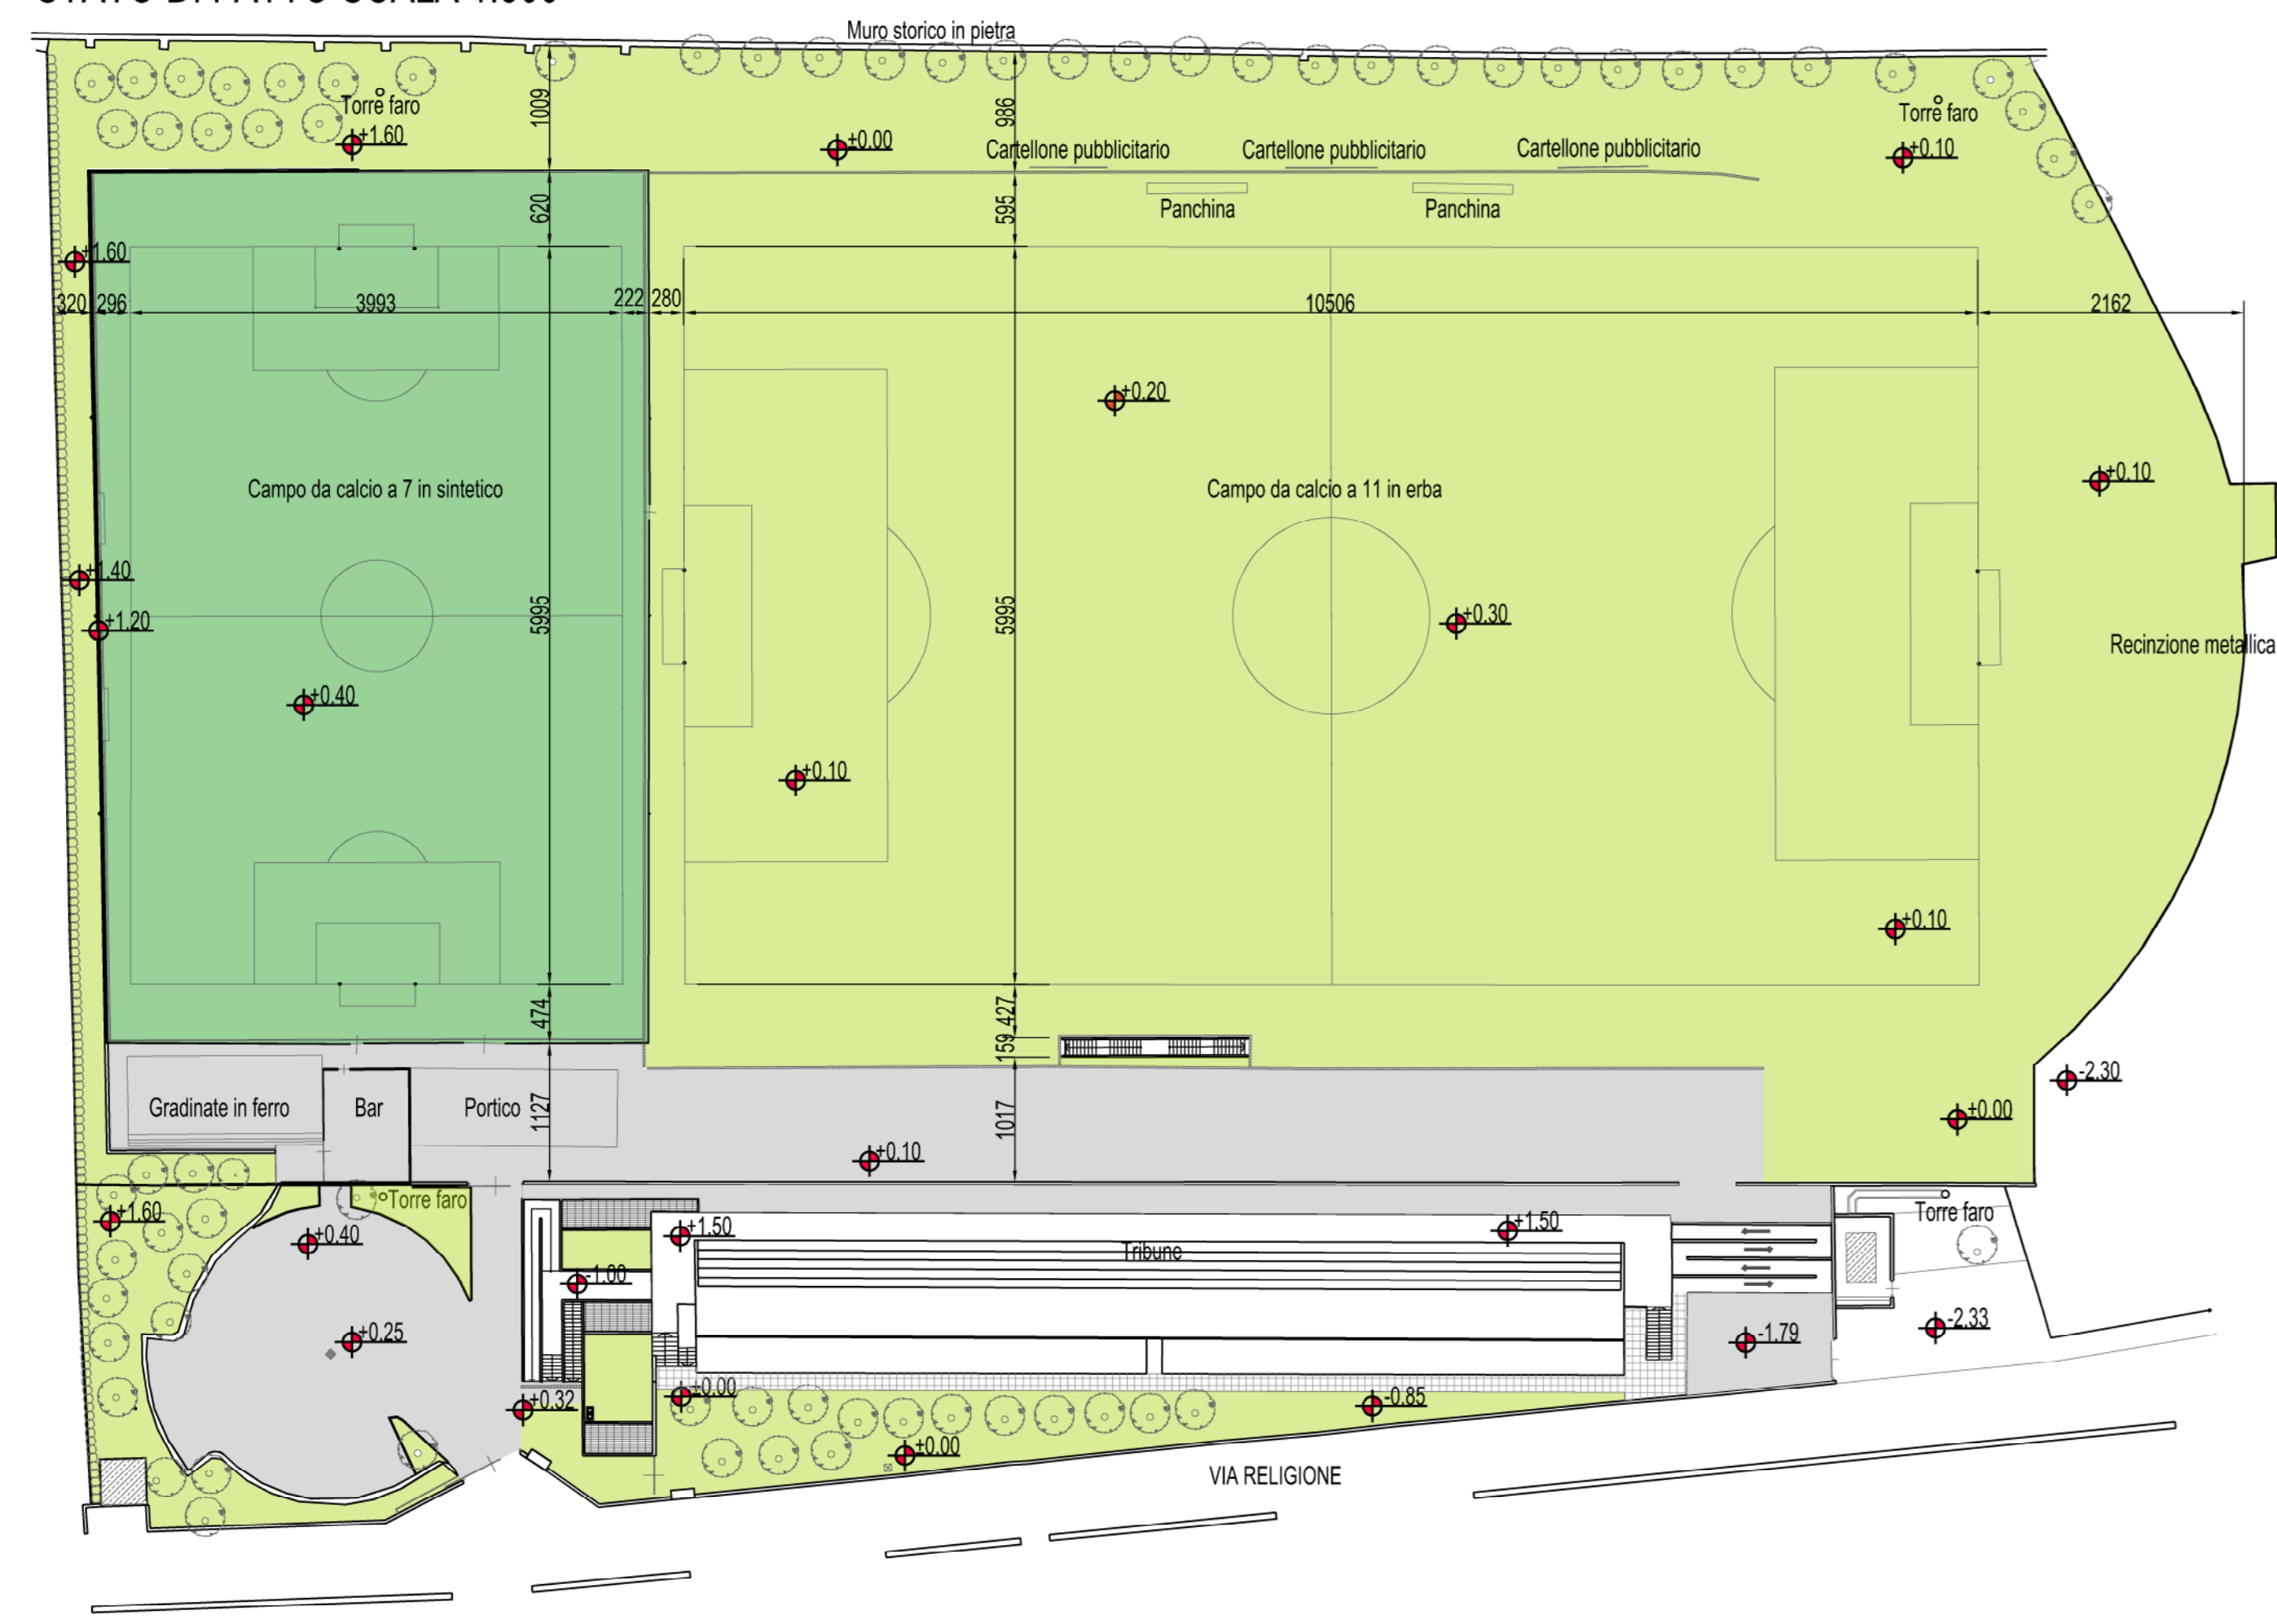 Muro storico in pietra
Torre faro
+1.60
1009
986
±0.00
Cartellone pubblicitario
Cartellone pubblicitario
Cartellone pubblicitario
Torre faro
+0.10
620
595
Panchina
Panchina
+1.60
320
296
3993
222
280
10506
2162
+0.20
+0.10
Campo da calcio a 7 in sintetico
Campo da calcio a 11 in erba
+1.40
+1.20
5995
5995
+0.30
Recinzione metallica
+0.40
+0.10
+0.10
474
427
159
-2.30
Gradinate in ferro
Bar
Portico
1127
1017
±0.00
+0.10
Torre faro
+1.60
+0.40
+1.50
Tribune
+1.50
Torre faro
-1.00
+0.25
-1.79
-2.33
+0.32
±0.00
-0.85
±0.00
VIA RELIGIONE